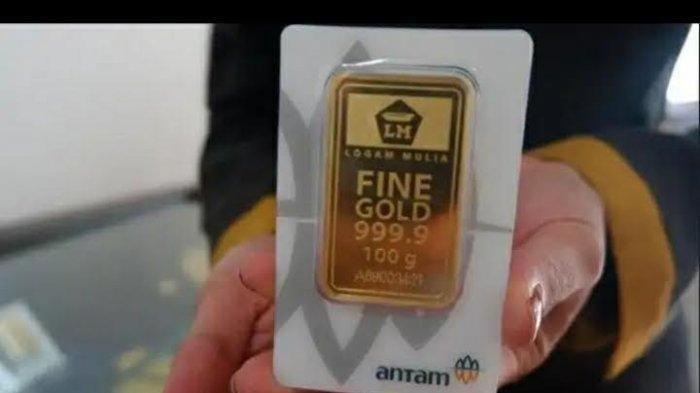 LM
LOGAM MULIA
FINE
GOLD
999.9
100 g
antam